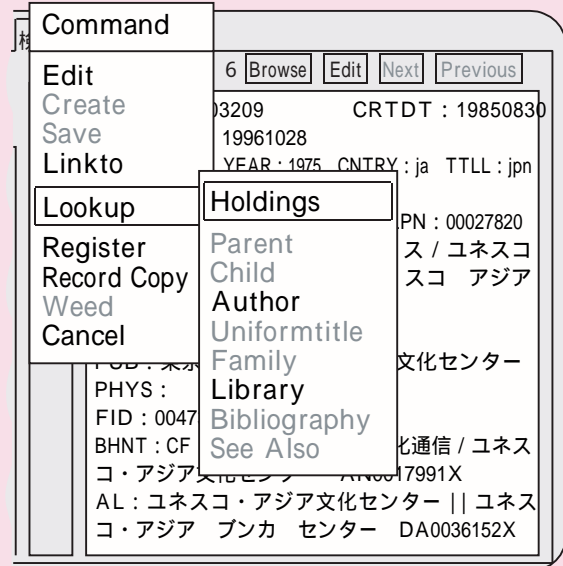 検
Command
Edit
Create
Save
Linkto
Lookup
Register
Record Copy
Weed
Cancel
Holdings
Parent
Child
Author
Uniformtitle
Family
Library
Bibliography
See Also
6 Browse Edit Next Previous
03209 CRTDT : 19850830
19961028
YEAR : 1975 CNTRY : ja TTLL : jpn
PN : 00027820
ス / ユネスコ
スコ アジア
PUB : 東京 文化センター
PHYS :
FID : 0047
BHNT : CF 化通信 / ユネス
コ・アジア文化センター AN0017991X
AL : ユネスコ・アジア文化センター || ユネス
コ・アジア ブンカ センター DA0036152X